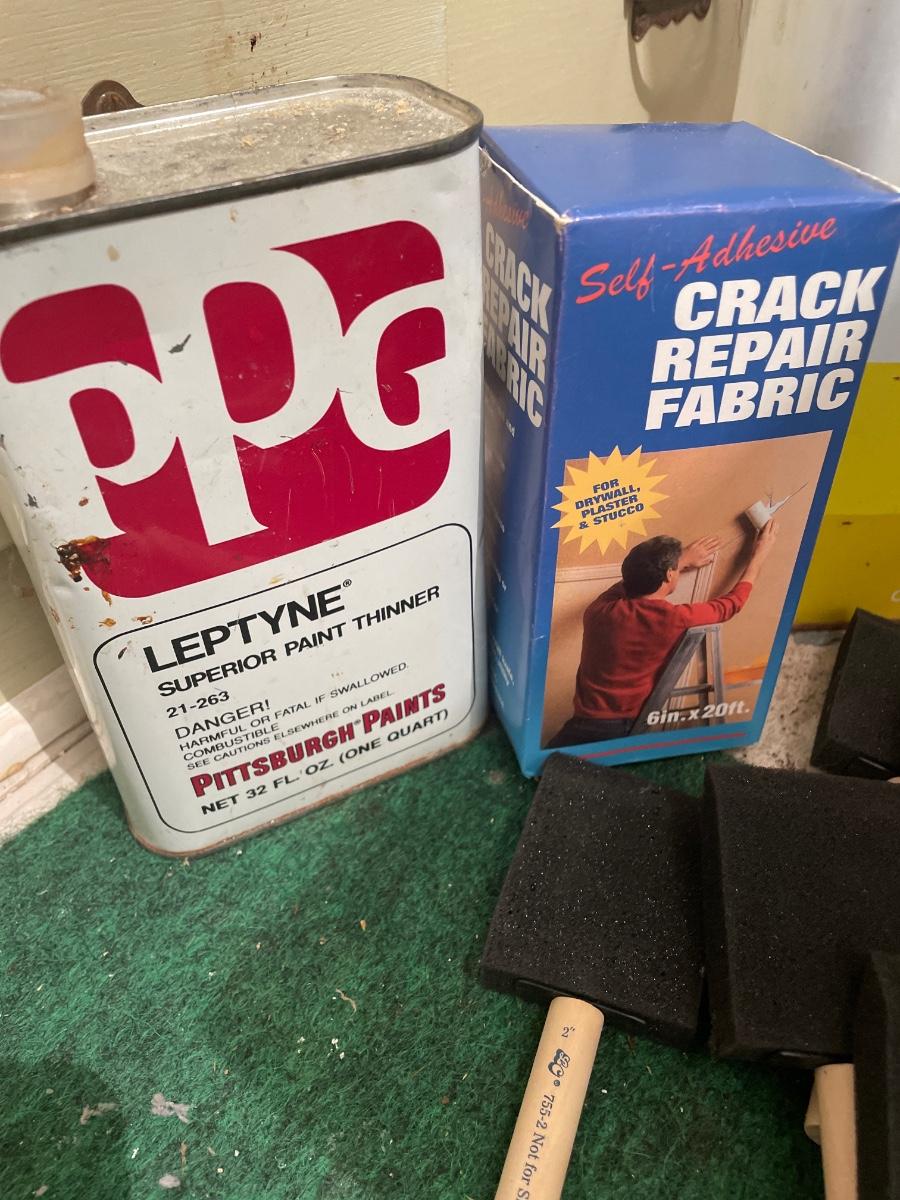 PPG
LEPTYNE®
SUPERIOR PAINT THINNER
21-263
DANGER!
HARMFUL OR FATAL IF SWALLOWED.
COMBUSTIBLE
SEE CAUTIONS ELSEWHERE ON LABEL.
PITTSBURGH® PAINTS
NET 32 FL. OZ. (ONE QUART)
CRACK
REPAIR
FABRIC
Self-Adhesive
CRACK
REPAIR
FABRIC
FOR
DRYWALL,
PLASTER
& STUCCO
6in. x 20ft.
2"
® 755-2 Not for